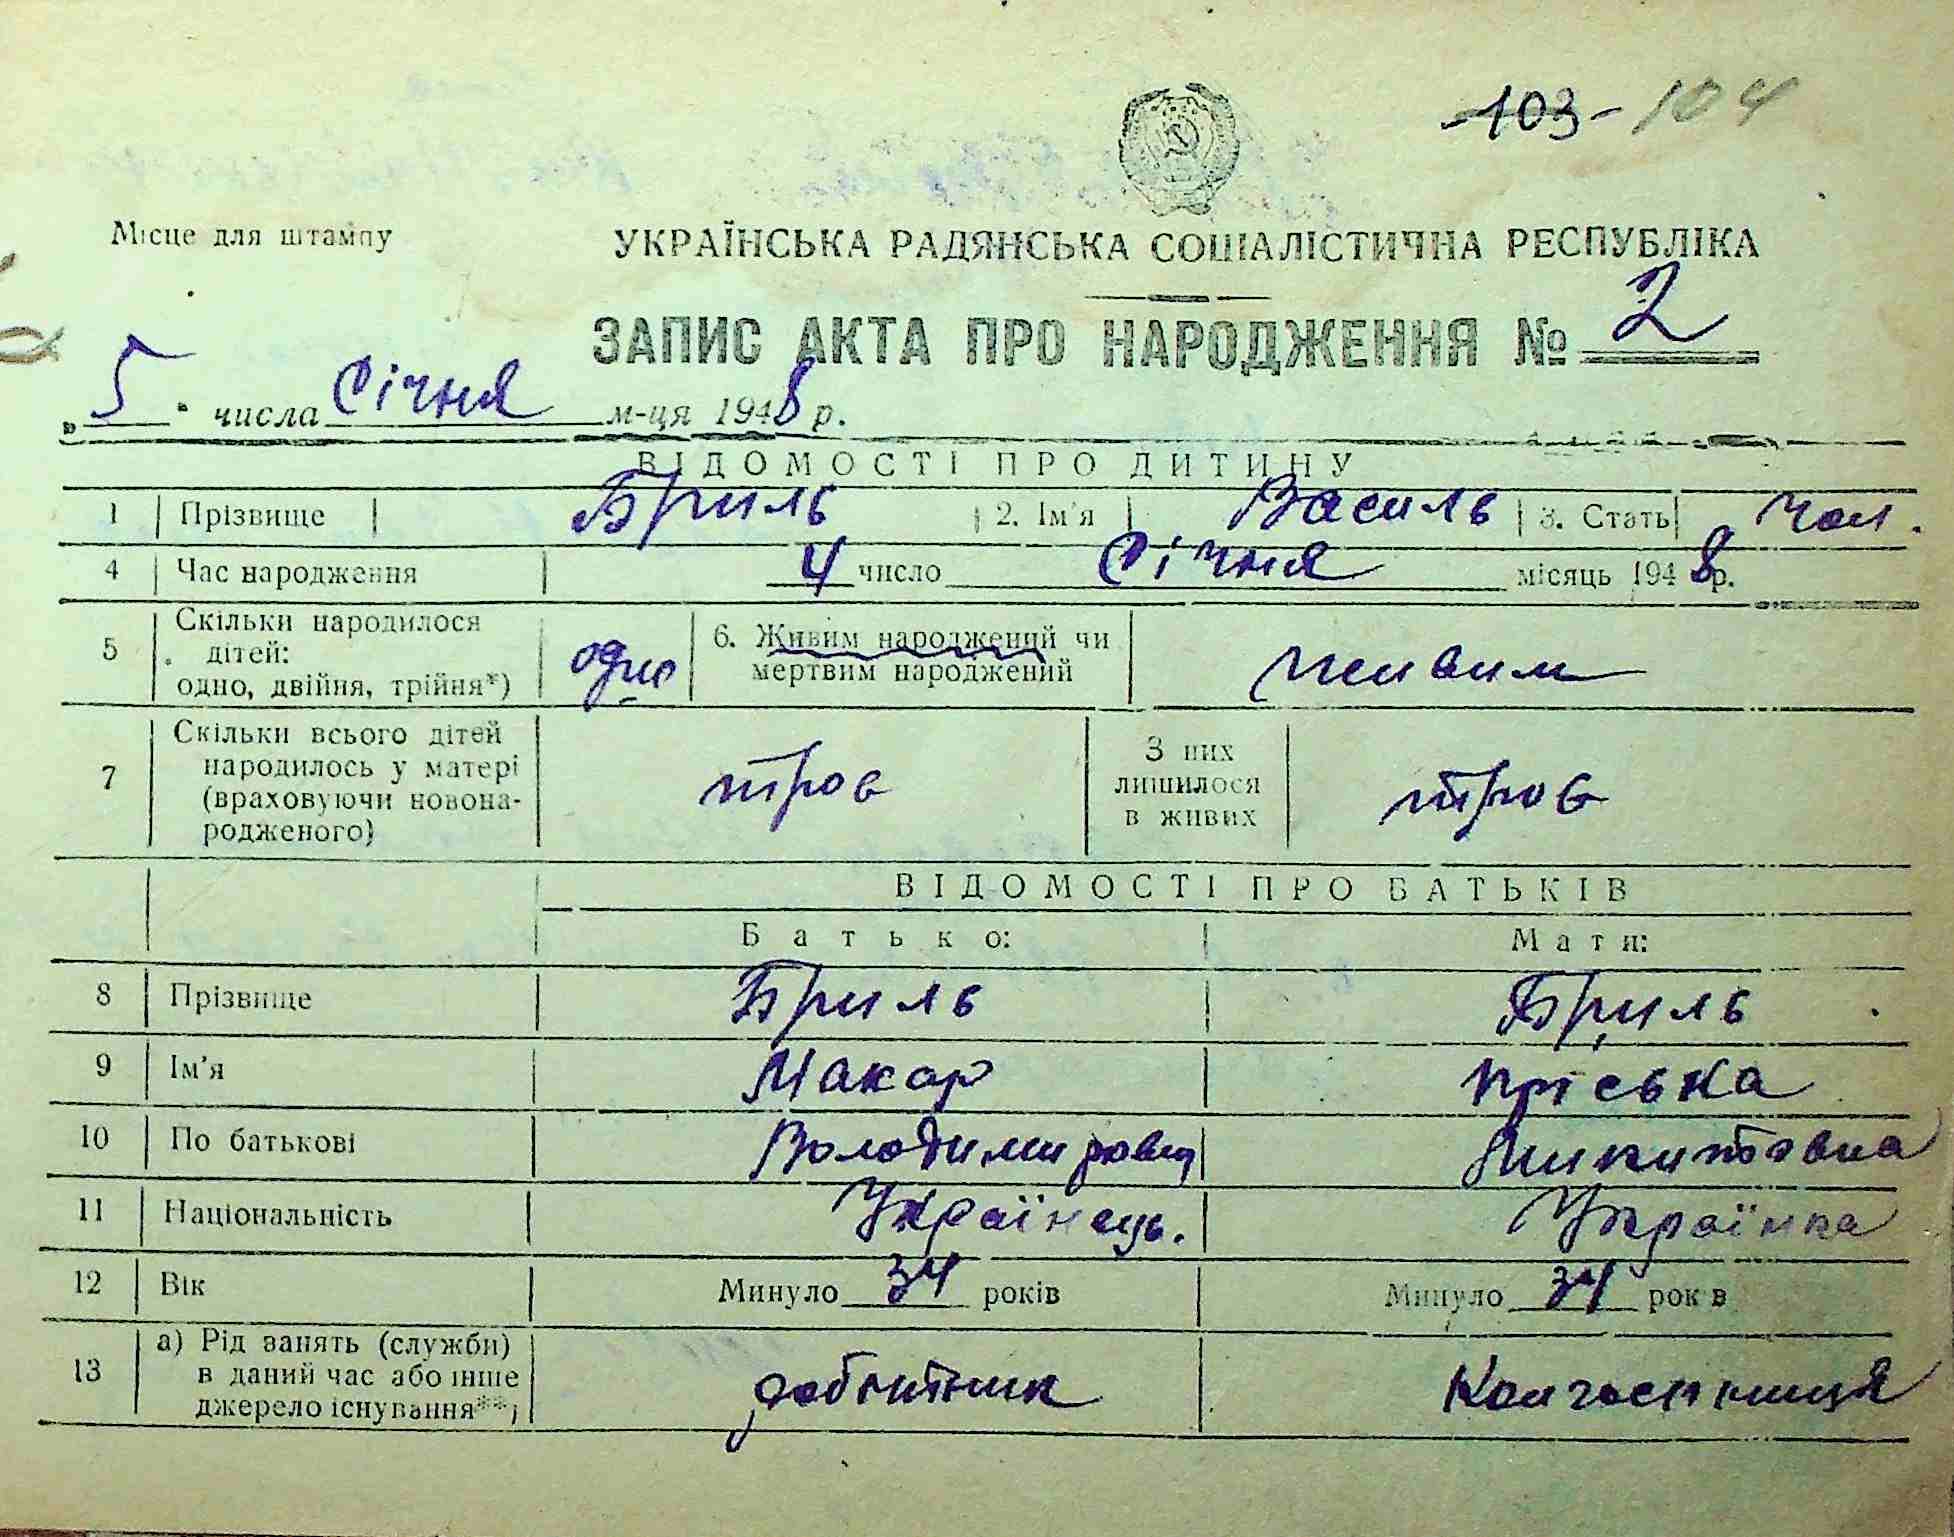 103 - 104
Місце для штампу
УКРАЇНСЬКА РАДЯНСЬКА СОЦІАЛІСТИЧНА РЕСПУБЛІКА
ЗАПИС АКТА ПРО НАРОДЖЕННЯ № 2
„ 5 " числа Січня м-ця 1948 р.
ВІДОМОСТІ ПРО ДИТИНУ
1 Прізвище Бриль 2. Ім'я Василь 3. Стать чол.
4 Час народження 4 число Січня місяць 1948 р.
5 Скільки народилося дітей: одно, двійня, трійня*) одно 6. Живим народжений чи мертвим народжений живим
7 Скільки всього дітей народилось у матері (враховуючи новонародженого) троє З них лишилося в живих троє
ВІДОМОСТІ ПРО БАТЬКІВ
Батько: Мати:
8 Прізвище Бриль Бриль
9 Ім'я Макар Пріська
10 По батькові Володимирович Микитовна
11 Національність Українець. Українка
12 Вік Минуло 34 років Минуло 34 років
13 а) Рід занять (служби) в даний час або інше джерело існування**) робітник Колгоспниця